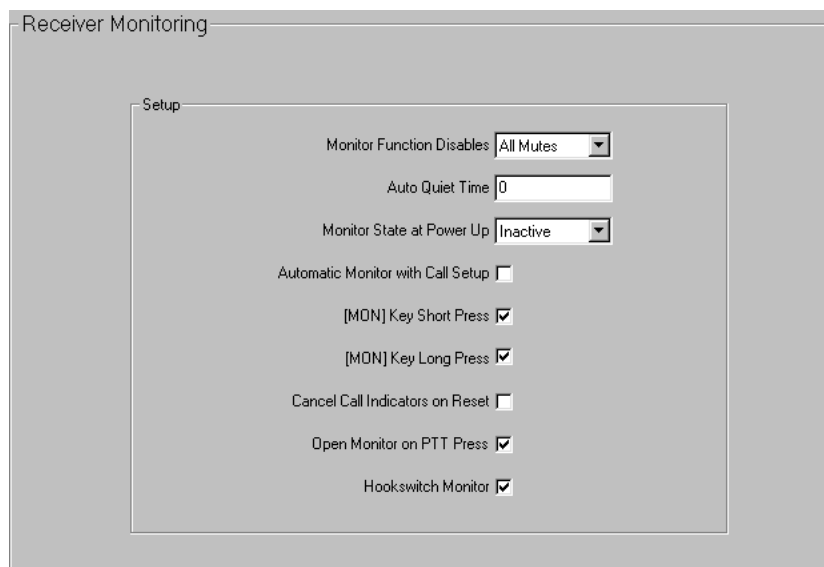 Receiver Monitoring
Setup
Monitor Function Disables All Mutes
Auto Quiet Time 0
Monitor State at Power Up Inactive
Automatic Monitor with Call Setup
[MON] Key Short Press
[MON] Key Long Press
Cancel Call Indicators on Reset
Open Monitor on PTT Press
Hookswitch Monitor